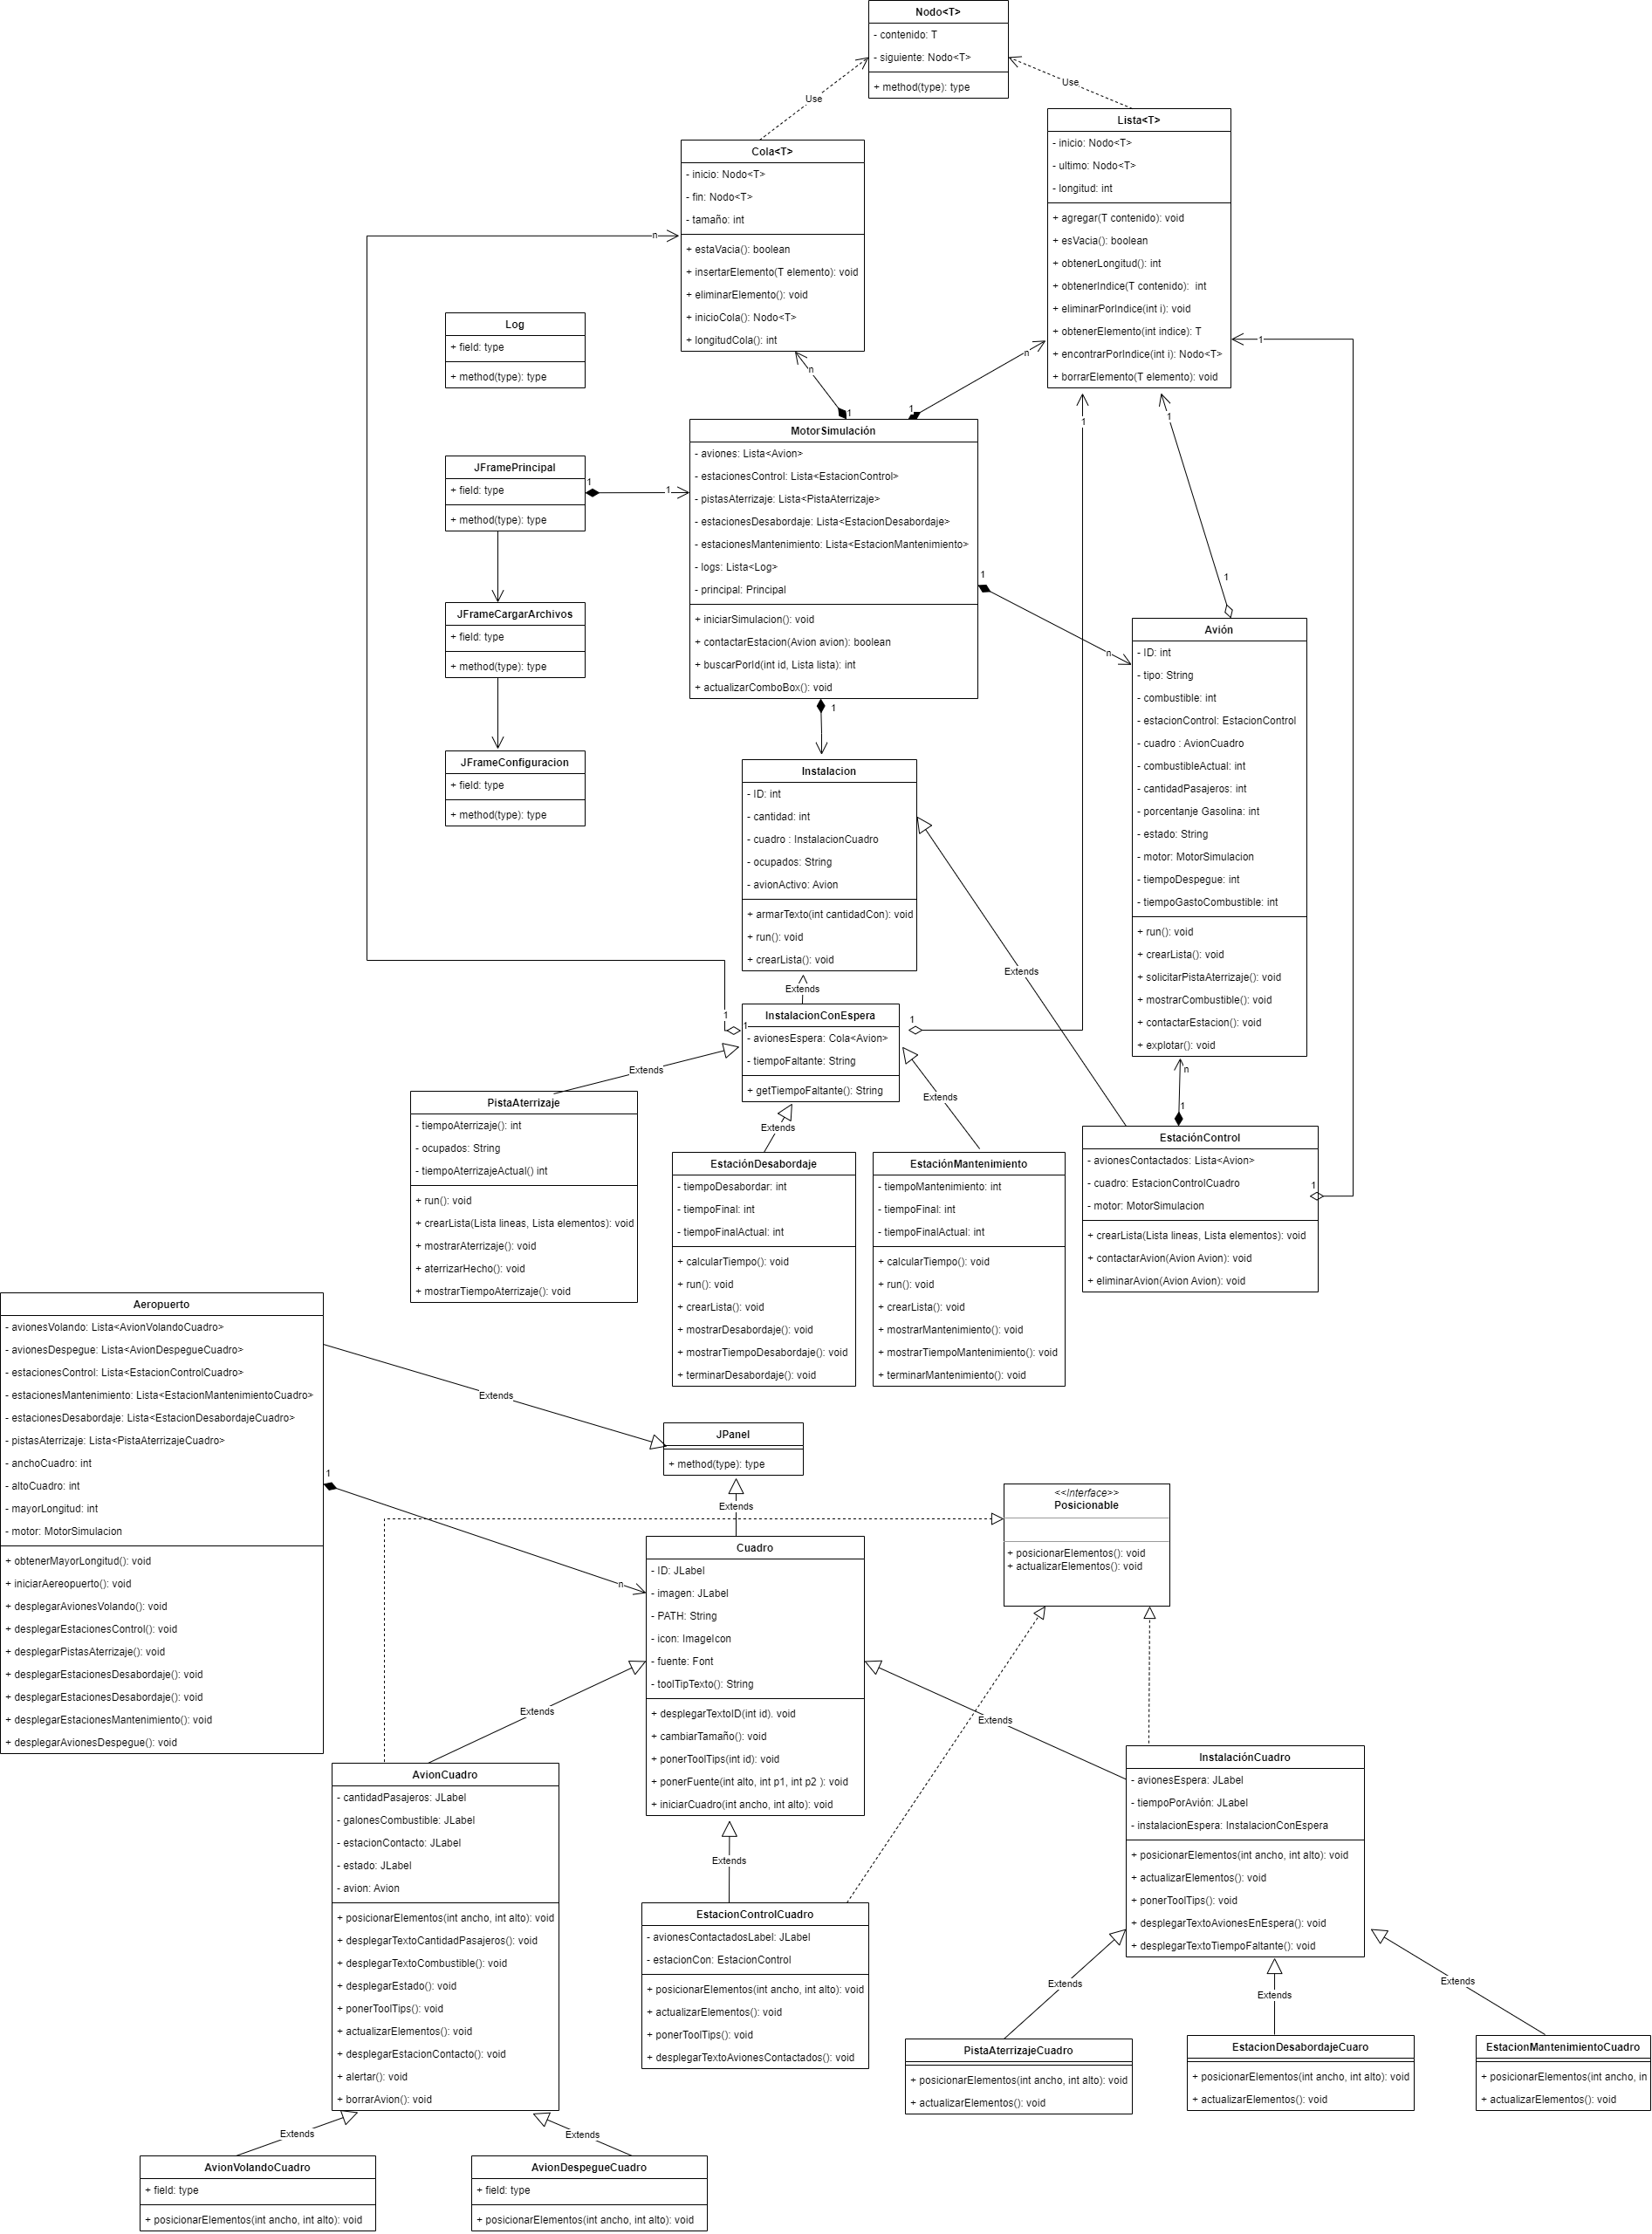 Nodo<T>
- contenido: T
- siguiente: Nodo<T>
+ method(type): type
Use
Use
Cola<T>
- inicio: Nodo<T>
- fin: Nodo<T>
- tamaño: int
+ estaVacia(): boolean
+ insertarElemento(T elemento): void
+ eliminarElemento(): void
+ inicioCola(): Nodo<T>
+ longitudCola(): int
Lista<T>
- inicio: Nodo<T>
- ultimo: Nodo<T>
- longitud: int
+ agregar(T contenido): void
+ esVacia(): boolean
+ obtenerLongitud(): int
+ obtenerIndice(T contenido):  int
+ eliminarPorIndice(int i): void
+ obtenerElemento(int indice): T
+ encontrarPorIndice(int i): Nodo<T>
+ borrarElemento(T elemento): void
n
n
n
1
1
1
1
1
Log
+ field: type
+ method(type): type
JFramePrincipal
+ field: type
+ method(type): type
1
1
JFrameCargarArchivos
+ field: type
+ method(type): type
JFrameConfiguracion
+ field: type
+ method(type): type
MotorSimulación
- aviones: Lista<Avion>
- estacionesControl: Lista<EstacionControl>
- pistasAterrizaje: Lista<PistaAterrizaje>
- estacionesDesabordaje: Lista<EstacionDesabordaje>
- estacionesMantenimiento: Lista<EstacionMantenimiento>
- logs: Lista<Log>
- principal: Principal
+ iniciarSimulacion(): void
+ contactarEstacion(Avion avion): boolean
+ buscarPorId(int id, Lista lista): int
+ actualizarComboBox(): void
1
n
1
1
Avión
- ID: int
- tipo: String
- combustible: int
- estacionControl: EstacionControl
- cuadro : AvionCuadro
- combustibleActual: int
- cantidadPasajeros: int
- porcentanje Gasolina: int
- estado: String
- motor: MotorSimulacion
- tiempoDespegue: int
- tiempoGastoCombustible: int
+ run(): void
+ crearLista(): void
+ solicitarPistaAterrizaje(): void
+ mostrarCombustible(): void
+ contactarEstacion(): void
+ explotar(): void
Instalacion
- ID: int
- cantidad: int
- cuadro : InstalacionCuadro
- ocupados: String
- avionActivo: Avion
+ armarTexto(int cantidadCon): void
+ run(): void
+ crearLista(): void
Extends
Extends
InstalacionConEspera
- avionesEspera: Cola<Avion>
- tiempoFaltante: String
+ getTiempoFaltante(): String
1
1
1
Extends
Extends
Extends
n
1
PistaAterrizaje
- tiempoAterrizaje(): int
- ocupados: String
- tiempoAterrizajeActual() int
+ run(): void
+ crearLista(Lista lineas, Lista elementos): void
+ mostrarAterrizaje(): void
+ aterrizarHecho(): void
+ mostrarTiempoAterrizaje(): void
EstaciónDesabordaje
- tiempoDesabordar: int
- tiempoFinal: int
- tiempoFinalActual: int
+ calcularTiempo(): void
+ run(): void
+ crearLista(): void
+ mostrarDesabordaje(): void
+ mostrarTiempoDesabordaje(): void
+ terminarDesabordaje(): void
EstaciónMantenimiento
- tiempoMantenimiento: int
- tiempoFinal: int
- tiempoFinalActual: int
+ calcularTiempo(): void
+ run(): void
+ crearLista(): void
+ mostrarMantenimiento(): void
+ mostrarTiempoMantenimiento(): void
+ terminarMantenimiento(): void
EstaciónControl
- avionesContactados: Lista<Avion>
- cuadro: EstacionControlCuadro
- motor: MotorSimulacion
+ crearLista(Lista lineas, Lista elementos): void
+ contactarAvion(Avion Avion): void
+ eliminarAvion(Avion Avion): void
1
Aeropuerto
- avionesVolando: Lista<AvionVolandoCuadro>
- avionesDespegue: Lista<AvionDespegueCuadro>
- estacionesControl: Lista<EstacionControlCuadro>
- estacionesMantenimiento: Lista<EstacionMantenimientoCuadro>
- estacionesDesabordaje: Lista<EstacionDesabordajeCuadro>
- pistasAterrizaje: Lista<PistaAterrizajeCuadro>
- anchoCuadro: int
- altoCuadro: int
- mayorLongitud: int
- motor: MotorSimulacion
+ obtenerMayorLongitud(): void
+ iniciarAereopuerto(): void
+ desplegarAvionesVolando(): void
+ desplegarEstacionesControl(): void
+ desplegarPistasAterrizaje(): void
+ desplegarEstacionesDesabordaje(): void
+ desplegarEstacionesDesabordaje(): void
+ desplegarEstacionesMantenimiento(): void
+ desplegarAvionesDespegue(): void
Extends
1
n
JPanel
+ method(type): type
Extends
<<Interface>>
Posicionable
+ posicionarElementos(): void
+ actualizarElementos(): void
Cuadro
- ID: JLabel
- imagen: JLabel
- PATH: String
- icon: ImageIcon
- fuente: Font
- toolTipTexto(): String
+ desplegarTextoID(int id). void
+ cambiarTamaño(): void
+ ponerToolTips(int id): void
+ ponerFuente(int alto, int p1, int p2 ): void
+ iniciarCuadro(int ancho, int alto): void
Extends
Extends
Extends
AvionCuadro
- cantidadPasajeros: JLabel
- galonesCombustible: JLabel
- estacionContacto: JLabel
- estado: JLabel
- avion: Avion
+ posicionarElementos(int ancho, int alto): void
+ desplegarTextoCantidadPasajeros(): void
+ desplegarTextoCombustible(): void
+ desplegarEstado(): void
+ ponerToolTips(): void
+ actualizarElementos(): void
+ desplegarEstacionContacto(): void
+ alertar(): void
+ borrarAvion(): void
EstacionControlCuadro
- avionesContactadosLabel: JLabel
- estacionCon: EstacionControl
+ posicionarElementos(int ancho, int alto): void
+ actualizarElementos(): void
+ ponerToolTips(): void
+ desplegarTextoAvionesContactados(): void
InstalaciónCuadro
- avionesEspera: JLabel
- tiempoPorAvión: JLabel
- instalacionEspera: InstalacionConEspera
+ posicionarElementos(int ancho, int alto): void
+ actualizarElementos(): void
+ ponerToolTips(): void
+ desplegarTextoAvionesEnEspera(): void
+ desplegarTextoTiempoFaltante(): void
Extends
Extends
Extends
PistaAterrizajeCuadro
+ posicionarElementos(int ancho, int alto): void
+ actualizarElementos(): void
EstacionDesabordajeCuaro
+ posicionarElementos(int ancho, int alto): void
+ actualizarElementos(): void
EstacionMantenimientoCuadro
+ posicionarElementos(int ancho, in
+ actualizarElementos(): void
Extends
Extends
AvionVolandoCuadro
+ field: type
+ posicionarElementos(int ancho, int alto): void
AvionDespegueCuadro
+ field: type
+ posicionarElementos(int ancho, int alto): void